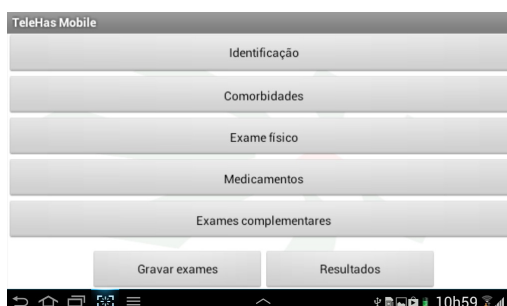 TeleHas Mobile
Identificação
Comorbidades
Exame físico
Medicamentos
Exames complementares
Gravar exames Resultados
10h59